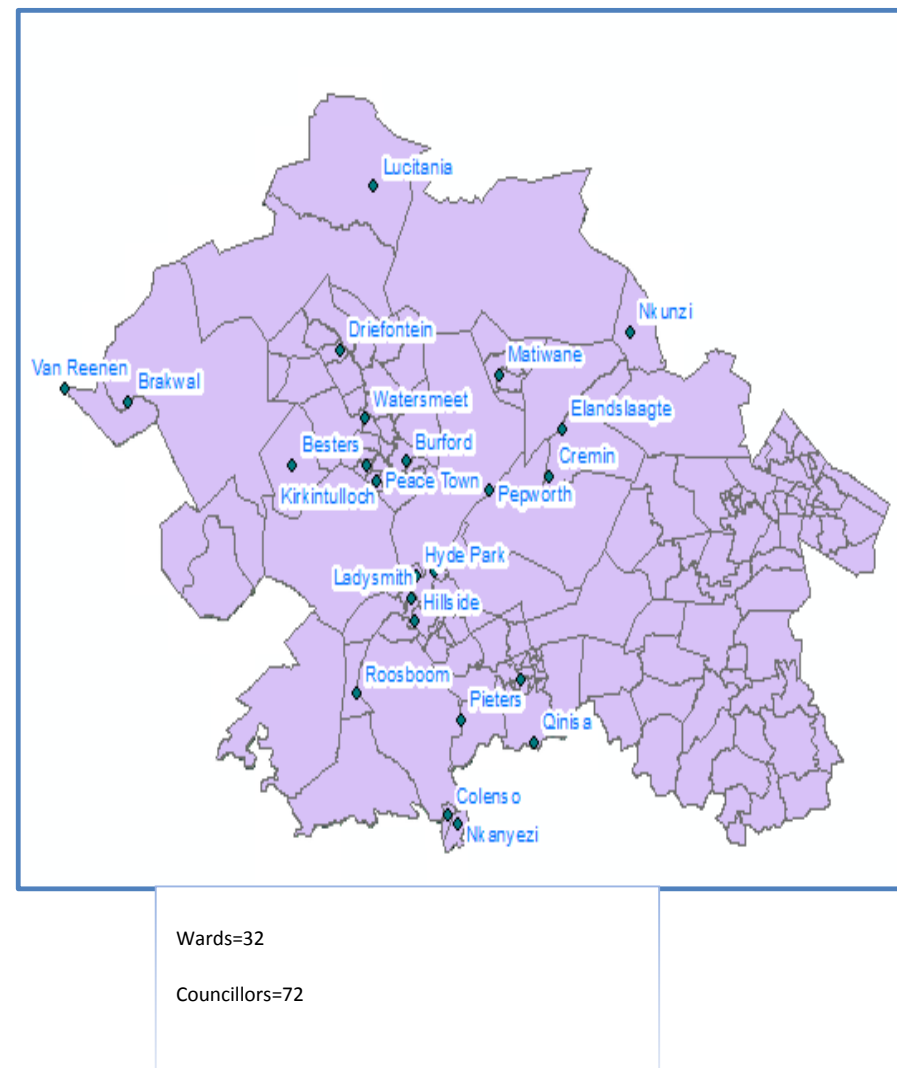 Lucitania
Nkunzi
Driefontein
Matiwane
Van Reenen
Brakwal
Watersmeet
Elandslaagte
Besters
Burford
Cremin
Peace Town
Kirkintulloch
Pepworth
Hyde Park
Ladysmith
Hillside
Roosboom
Pieters
Qinisa
Colenso
Nkanyezi
Wards=32
Councillors=72